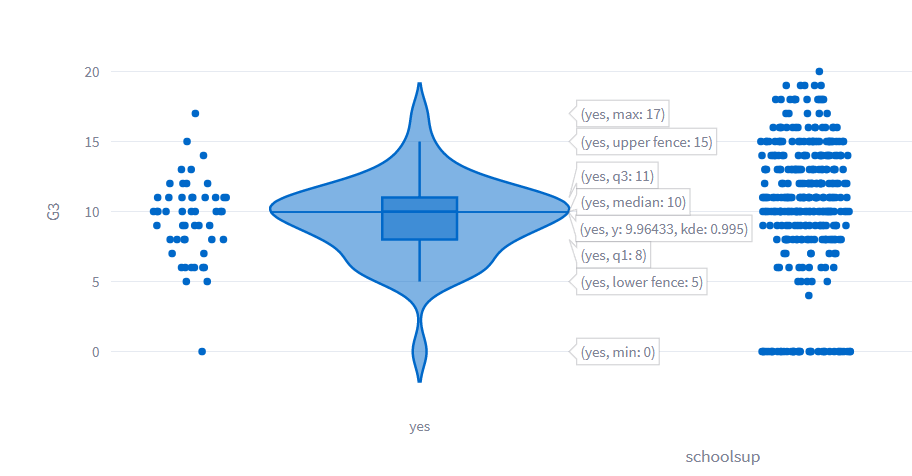 20
(yes, max: 17)
15
(yes, upper fence: 15)
(yes, q3: 11)
(yes, median: 10)
G3
10
(yes, y: 9.96433, kde: 0.995)
(yes, q1: 8)
5
(yes, lower fence: 5)
0
(yes, min: 0)
yes
schoolsup